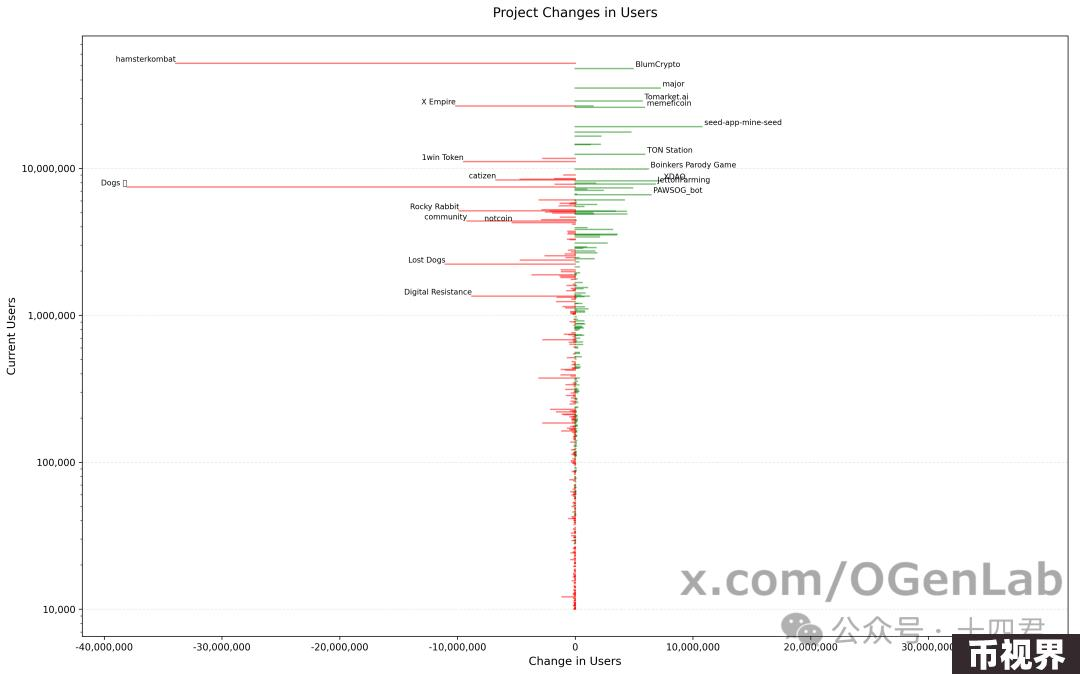 Project Changes in Users
hamsterkombat
BlumCrypto
major
Tomarket.ai
X Empire
memeficoin
seed-app-mine-seed
TON Station
1win Token
Boinkers Parody Game
10,000,000
catizen
XDAO
JettonFarming
Dogs
PAWSOG_bot
Rocky Rabbit
community
notcoin
Lost Dogs
Digital Resistance
1,000,000
Current Users
100,000
10,000
x.com/OGenLab
公众号 · 十四君
币视界
-40,000,000
-30,000,000
-20,000,000
-10,000,000
0
10,000,000
20,000,000
30,000,000
Change in Users